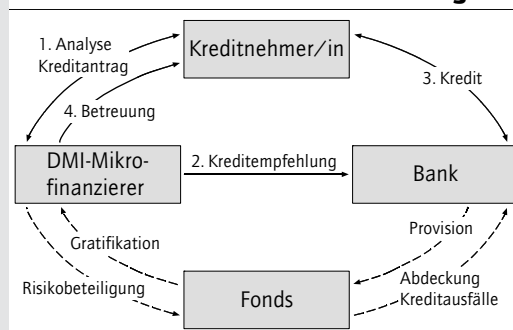 1. Analyse
Kreditantrag
Kreditnehmer/in
3. Kredit
4. Betreuung
DMI-Mikro-
finanzierer
2. Kreditempfehlung
Bank
Gratifikation
Provision
Risikobeteiligung
Fonds
Abdeckung
Kreditausfälle